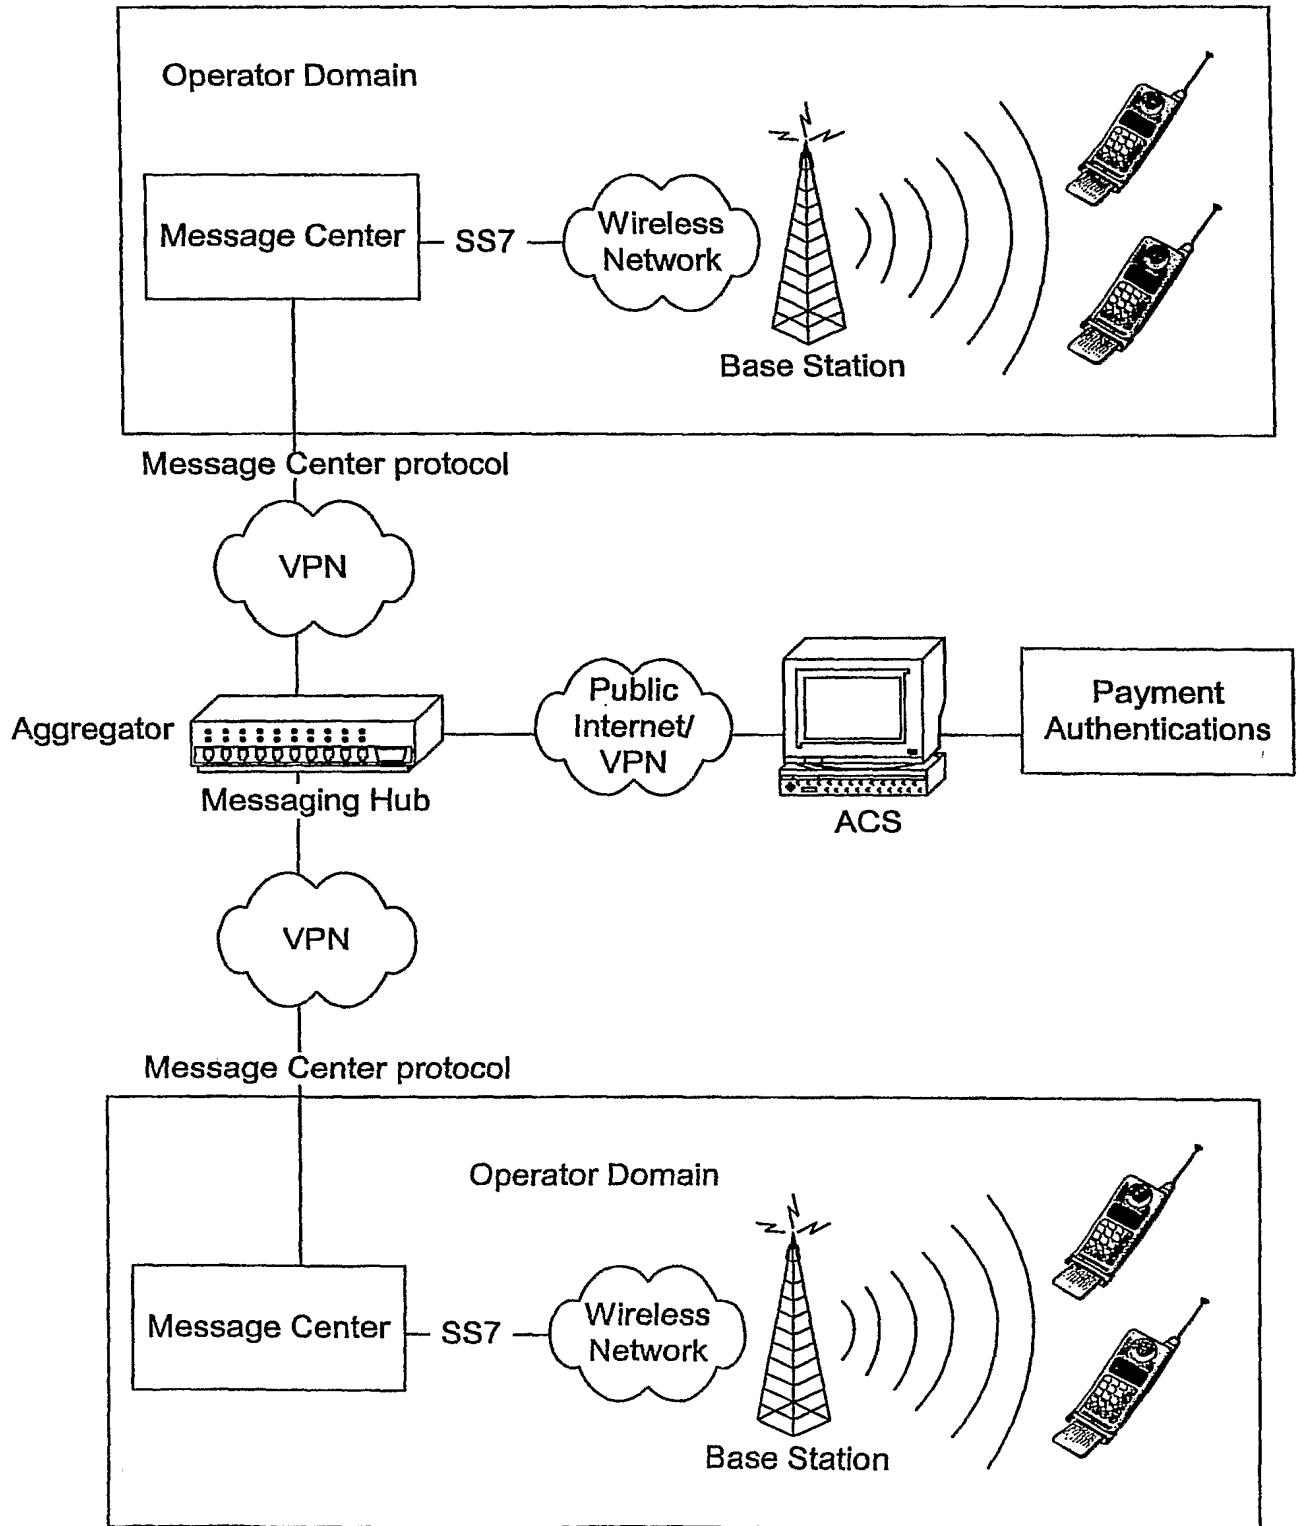 Operator Domain
Message Center
SS7
Wireless
Network
Base Station
Message Center protocol
VPN
Aggregator
Messaging Hub
Public
Internet/
VPN
ACS
Payment
Authentications
VPN
Message Center protocol
Operator Domain
Message Center
SS7
Wireless
Network
Base Station